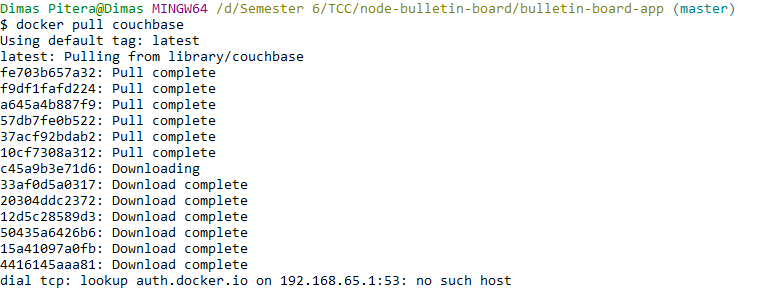 Dimas Pitera@Dimas MINGW64 /d/Semester 6/TCC/node-bulletin-board/bulletin-board-app (master)
$ docker pull couchbase
Using default tag: latest
latest: Pulling from library/couchbase
fe703b657a32: Pull complete
f9df1fafd224: Pull complete
a645a4b887f9: Pull complete
57db7fe0b522: Pull complete
37acf92bdab2: Pull complete
10cf7308a312: Pull complete
c45a9b3e71d6: Downloading
33af0d5a0317: Download complete
20304ddc2372: Download complete
12d5c28589d3: Download complete
50435a6426b6: Download complete
15a41097a0fb: Download complete
4416145aaa81: Download complete
dial tcp: lookup auth.docker.io on 192.168.65.1:53: no such host